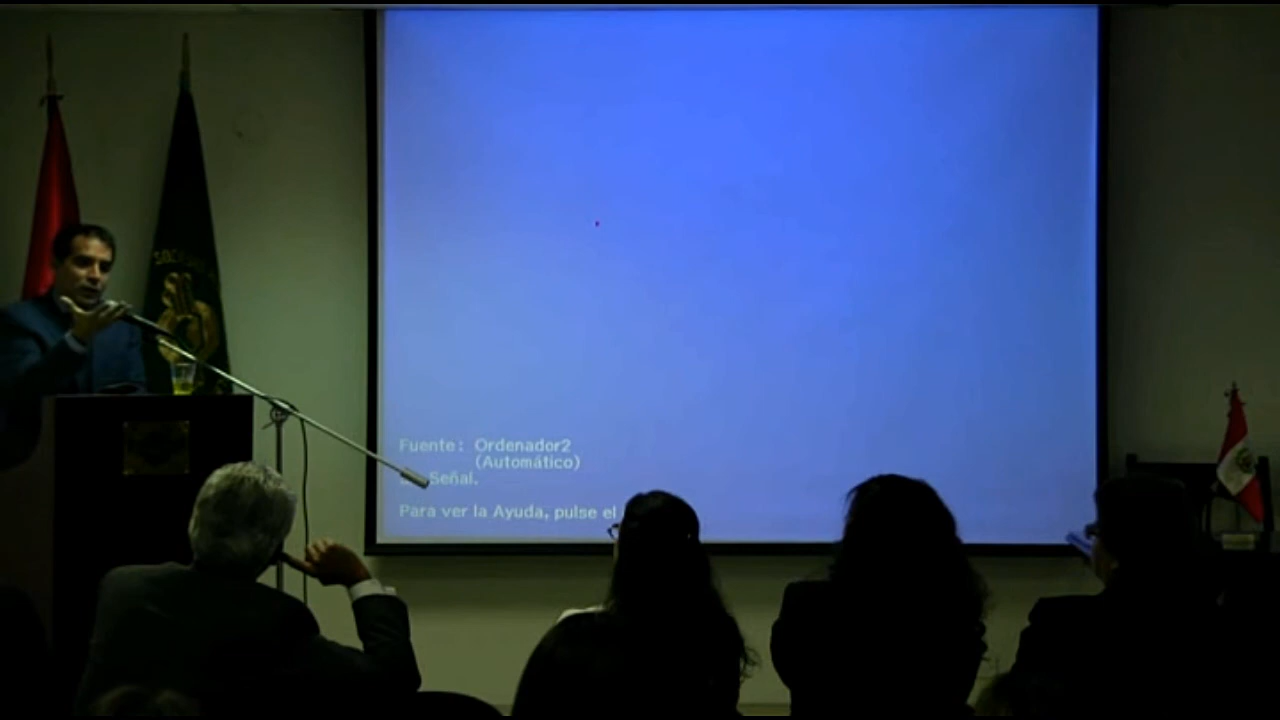 Fuente: Ordenador2
(Automático)
Señal.
Para ver la Ayuda, pulse el